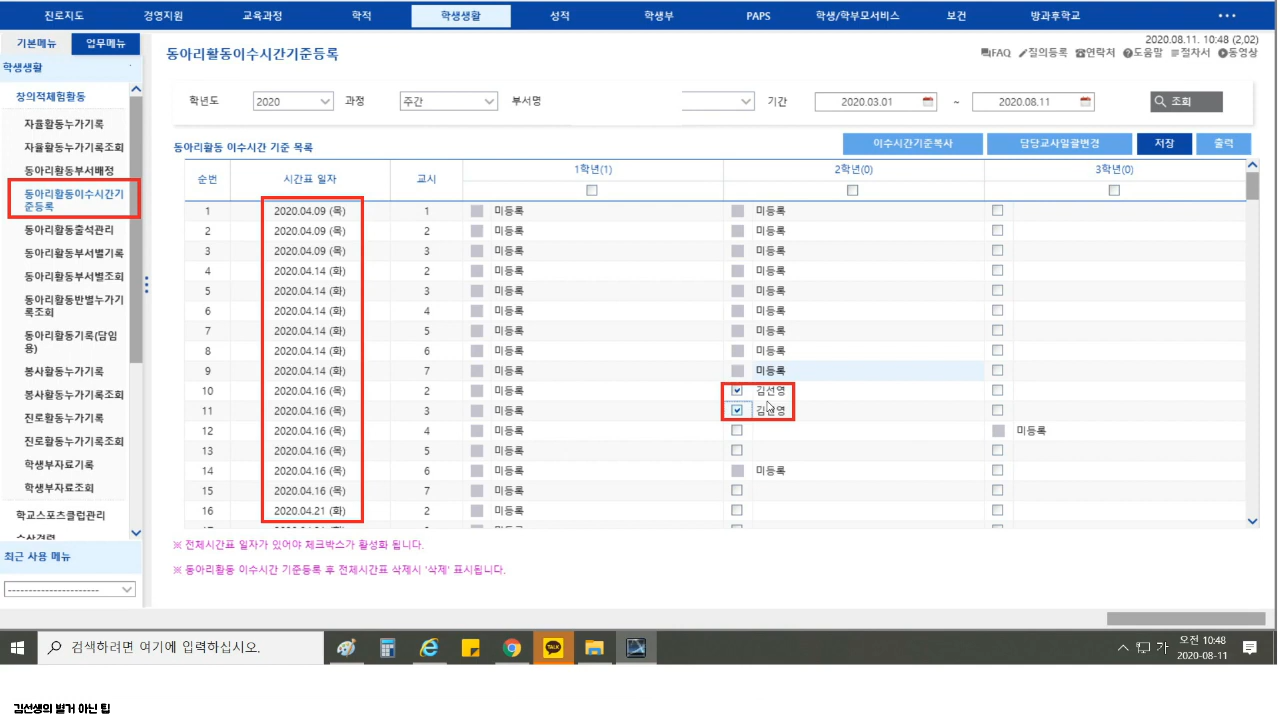 진로지도 경영지원 교육과정 학적 학생생활 성적 학생부 PAPS 학생/학부모서비스 보건 방과후학교 •••
기본메뉴 업무메뉴
2020.08.11. 10:48 (2,02)
동아리활동이수시간기준등록
FAQ 질의등록 연락처 도움말 절차서 동영상
학생생활
창의적체험활동
자율활동누가기록
자율활동누가기록조회
동아리활동부서배정
동아리활동이수시간기
준등록
동아리활동출석관리
동아리활동부서별기록
동아리활동부서별조회
동아리활동반별누가기
록조회
동아리활동기록(담임
용)
봉사활동누가기록
봉사활동누가기록조회
진로활동누가기록
진로활동누가기록조회
학생부자료기록
학생부자료조회
학교스포츠클럽관리
최근 사용 메뉴
----------------------
학년도 2020 과정 주간 부서명 기간 2020.03.01 ~ 2020.08.11 조회
동아리활동 이수시간 기준 목록 이수시간기준복사 담당교사일괄변경 저장 출력
순번 시간표 일자 교시 1학년(1) 2학년(0) 3학년(0)
1 2020.04.09 (목) 1 미등록 미등록
2 2020.04.09 (목) 2 미등록 미등록
3 2020.04.09 (목) 3 미등록 미등록
4 2020.04.14 (화) 2 미등록 미등록
5 2020.04.14 (화) 3 미등록 미등록
6 2020.04.14 (화) 4 미등록 미등록
7 2020.04.14 (화) 5 미등록 미등록
8 2020.04.14 (화) 6 미등록 미등록
9 2020.04.14 (화) 7 미등록 미등록
10 2020.04.16 (목) 2 미등록 김선영
11 2020.04.16 (목) 3 미등록 김선영
12 2020.04.16 (목) 4 미등록 미등록
13 2020.04.16 (목) 5 미등록
14 2020.04.16 (목) 6 미등록 미등록
15 2020.04.16 (목) 7 미등록
16 2020.04.21 (화) 2 미등록
※ 전체시간표 일자가 있어야 체크박스가 활성화 됩니다.
※ 동아리활동 이수시간 기준등록 후 전체시간표 삭제시 '삭제' 표시됩니다.
검색하려면 여기에 입력하십시오.
TALK
가
오전 10:48
2020-08-11
김선생의 별거 아닌 팁